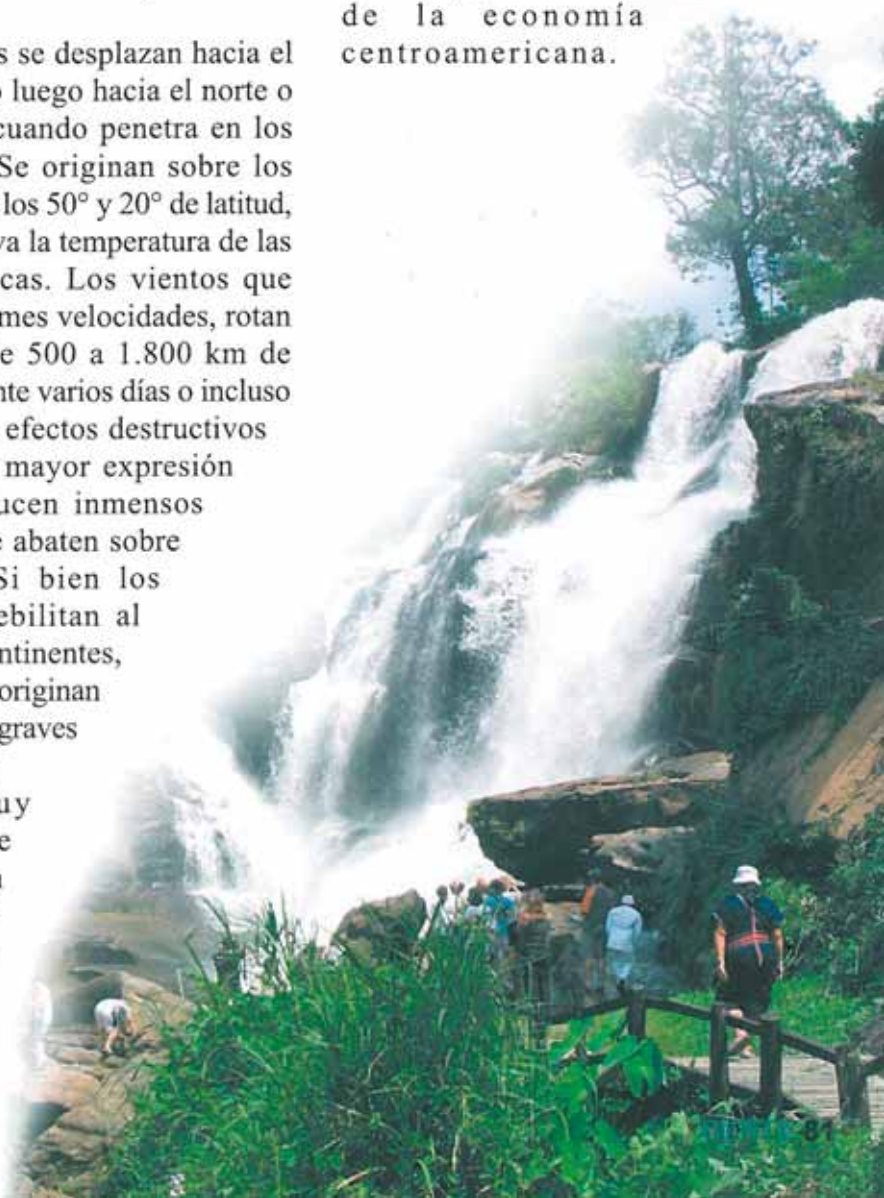 s se desplazan hacia el
o luego hacia el norte o
cuando penetra en los
Se originan sobre los
los 50° y 20° de latitud,
va la temperatura de las
cas. Los vientos que
mes velocidades, rotan
e 500 a 1.800 km de
nte varios días o incluso
efectos destructivos
mayor expresión
ucen inmensos
e abaten sobre
Si bien los
ebilitan al
ntinentes,
originan
graves
uy
e
a
de la economía
centroamericana.
81